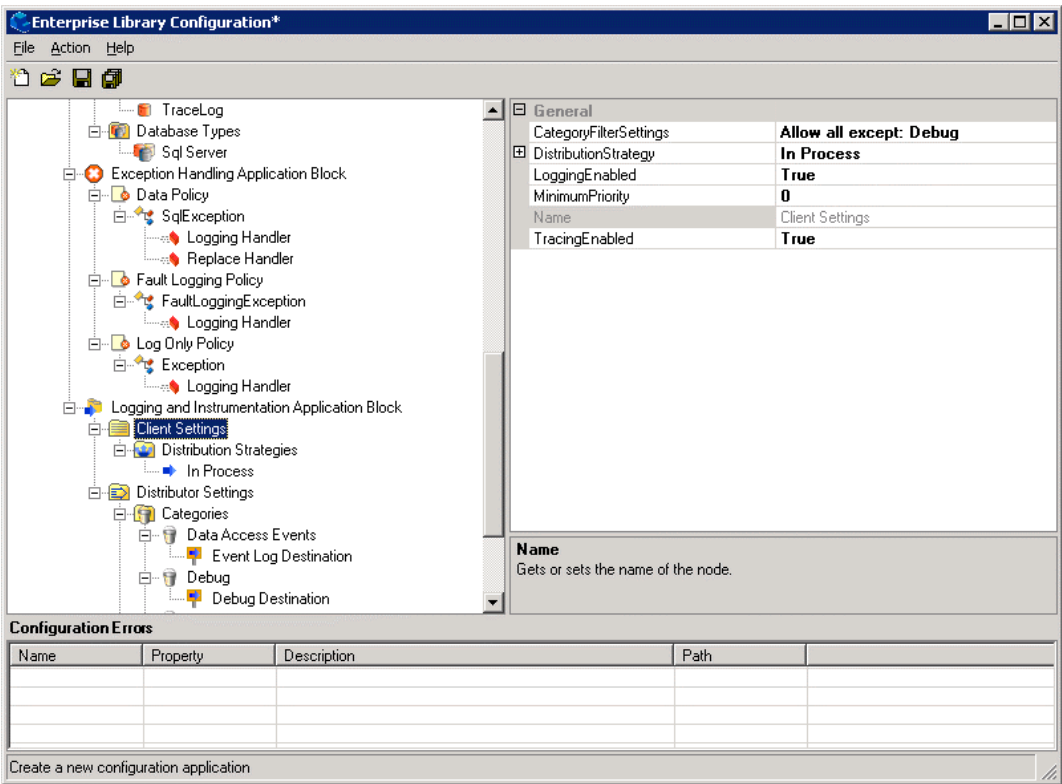 Enterprise Library Configuration*
File Action Help
TraceLog
Database Types
Sql Server
Exception Handling Application Block
Data Policy
SqlException
Logging Handler
Replace Handler
Fault Logging Policy
FaultLoggingException
Logging Handler
Log Only Policy
Exception
Logging Handler
Logging and Instrumentation Application Block
Client Settings
Distribution Strategies
In Process
Distributor Settings
Categories
Data Access Events
Event Log Destination
Debug
Debug Destination
General
CategoryFilterSettings Allow all except: Debug
DistributionStrategy In Process
LoggingEnabled True
MinimumPriority 0
Name Client Settings
TracingEnabled True
Name
Gets or sets the name of the node.
Configuration Errors
Name Property Description Path
Create a new configuration application